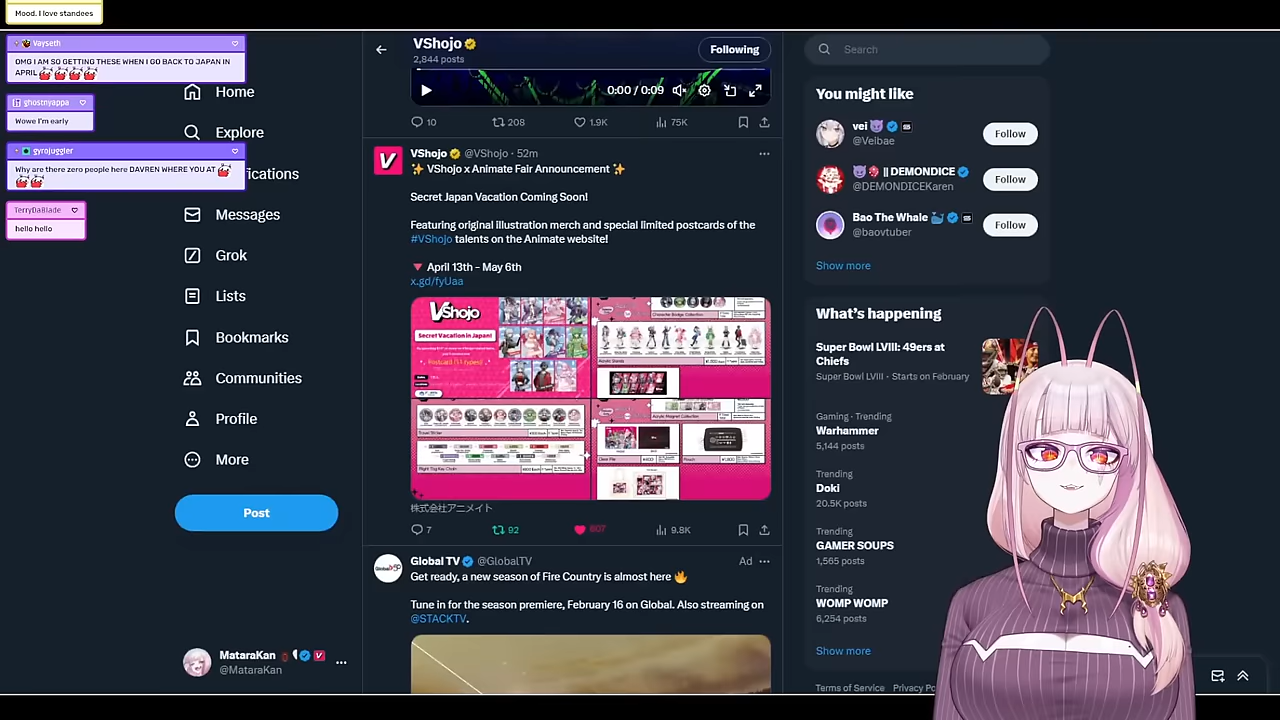 Mood. I love standees
Vayseth
OMG I AM SO GETTING THESE WHEN I GO BACK TO JAPAN IN
APRIL
ghostnyappa
Wowe I'm early
gyrojuggler
Why are there zero people here DAVREN WHERE YOU AT
TerryDaBlade
hello hello
Home
Explore
ications
Messages
Grok
Lists
Bookmarks
Communities
Profile
More
Post
MataraKan
@MataraKan
VShojo
2,844 posts
Following
0:00 / 0:09
10
208
1.9K
75K
VShojo @VShojo · 52m
✨ VShojo x Animate Fair Announcement ✨
Secret Japan Vacation Coming Soon!
Featuring original illustration merch and special limited postcards of the
#VShojo talents on the Animate website!
🔻 April 13th - May 6th
x.gd/fyUaa
VShojo
Secret Vacation in Japan!
Character Badge Collection
Acrylic Stands
Acrylic Magnet Collection
株式会社アニメイト
7
92
607
9.8K
Global TV @GlobalTV
Ad
Get ready, a new season of Fire Country is almost here 🔥
Tune in for the season premiere, February 16 on Global. Also streaming on
@STACKTV.
Search
You might like
vei
@Veibae
Follow
|| DEMONDICE
@DEMONDICEKaren
Follow
Bao The Whale
@baovtuber
Follow
Show more
What's happening
Super Bowl LVIII: 49ers at
Chiefs
Super Bowl LVIII · Starts on February
Gaming · Trending
Warhammer
5,144 posts
Trending
Doki
20.5K posts
Trending
GAMER SOUPS
1,565 posts
Trending
WOMP WOMP
6,254 posts
Show more
Terms of Service Privacy Po